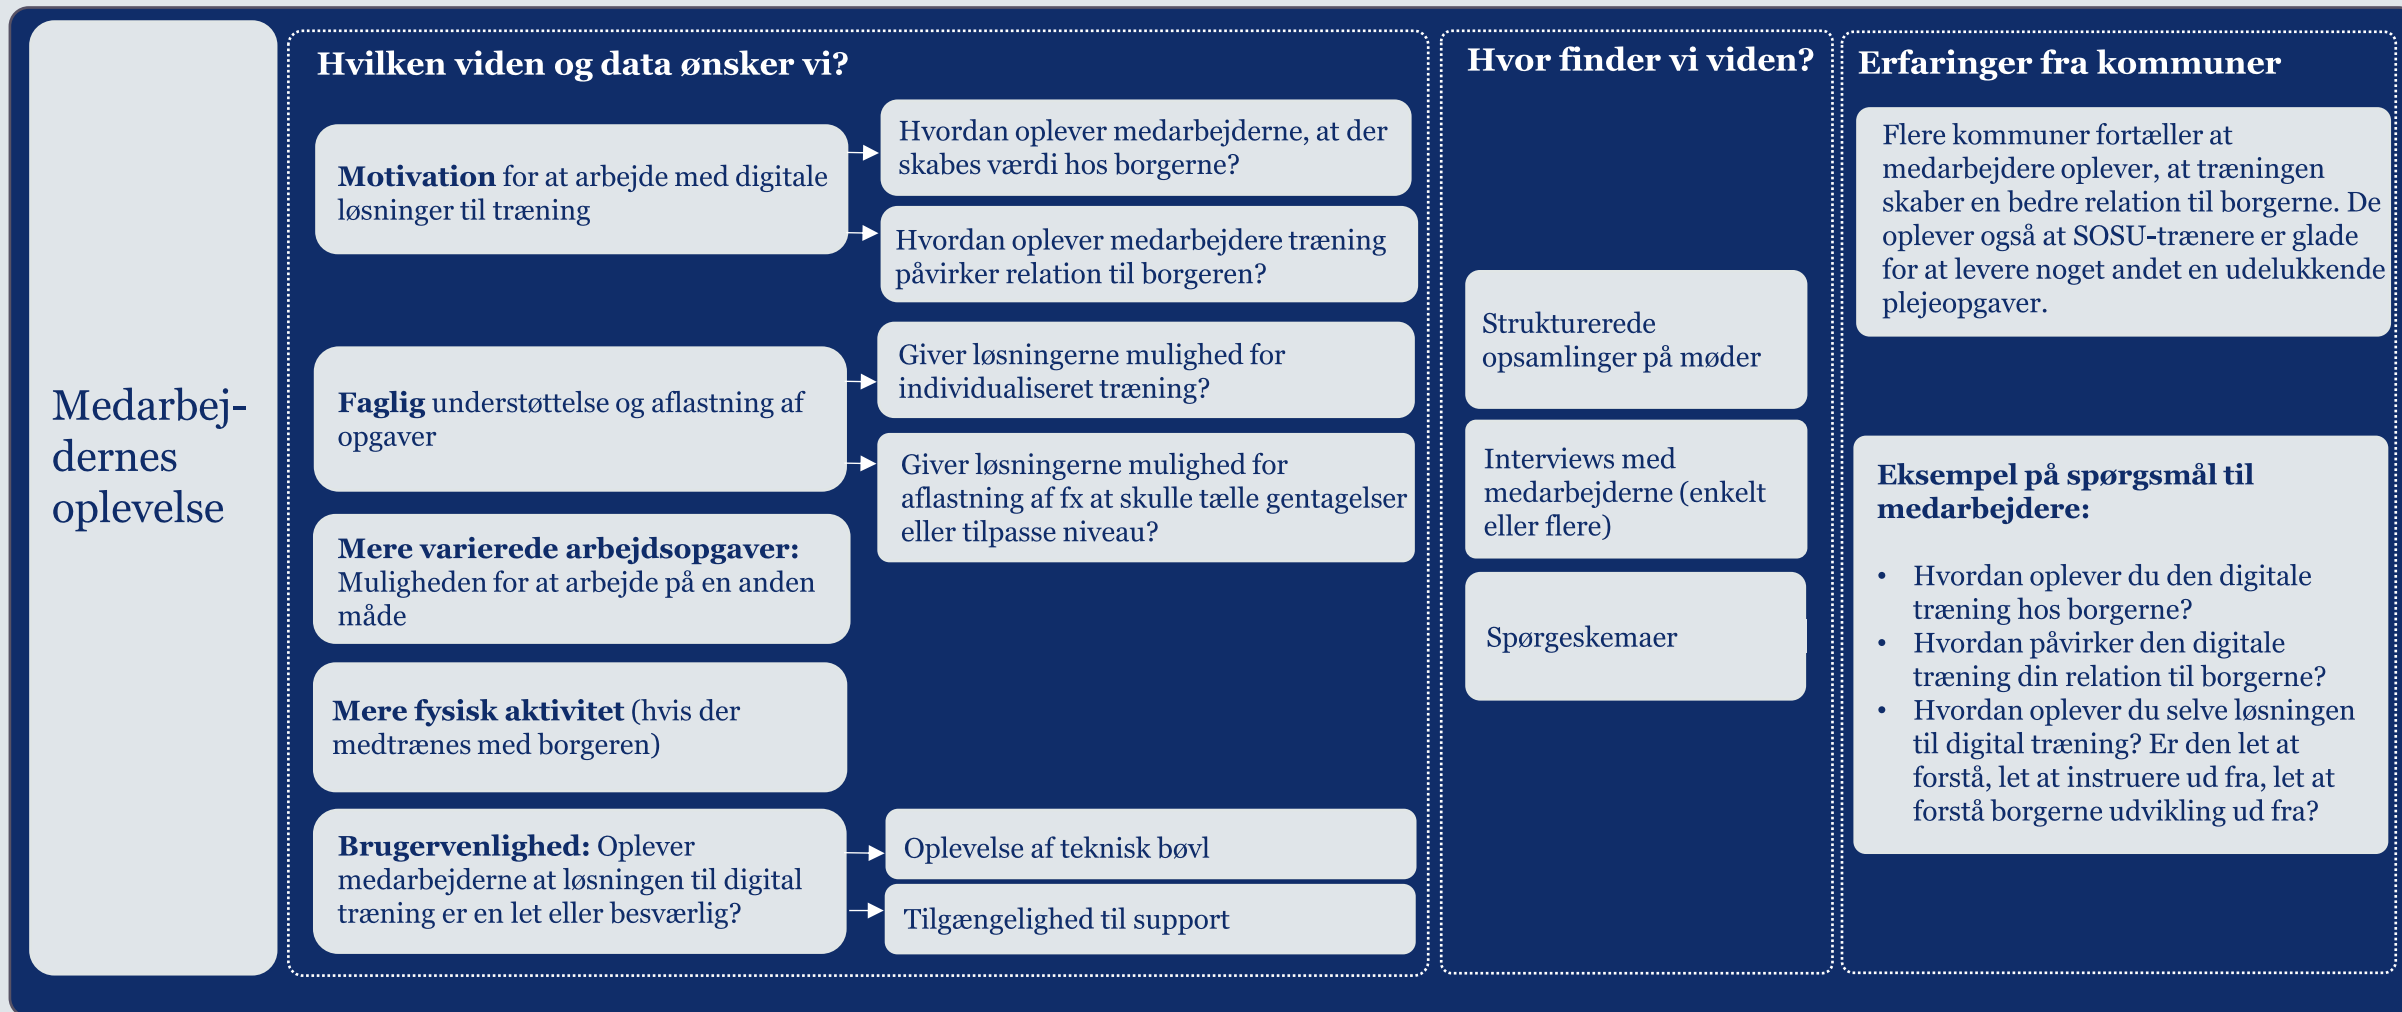 Medarbej-
dernes
oplevelse
Hvilken viden og data ønsker vi?
Motivation for at arbejde med digitale
løsninger til træning
Hvordan oplever medarbejderne, at der
skabes værdi hos borgerne?
Hvordan oplever medarbejdere træning
påvirker relation til borgeren?
Faglig understøttelse og aflastning af
opgaver
Giver løsningerne mulighed for
individualiseret træning?
Giver løsningerne mulighed for
aflastning af fx at skulle tælle gentagelser
eller tilpasse niveau?
Mere varierede arbejdsopgaver:
Muligheden for at arbejde på en anden
måde
Mere fysisk aktivitet (hvis der
medtrænes med borgeren)
Brugervenlighed: Oplever
medarbejderne at løsningen til digital
træning er en let eller besværlig?
Oplevelse af teknisk bøvl
Tilgængelighed til support
Hvor finder vi viden?
Strukturerede
opsamlinger på møder
Interviews med
medarbejderne (enkelt
eller flere)
Spørgeskemaer
Erfaringer fra kommuner
Flere kommuner fortæller at
medarbejdere oplever, at træningen
skaber en bedre relation til borgerne. De
oplever også at SOSU-trænere er glade
for at levere noget andet en udelukkende
plejeopgaver.
Eksempel på spørgsmål til
medarbejdere:
• Hvordan oplever du den digitale
træning hos borgerne?
• Hvordan påvirker den digitale
træning din relation til borgerne?
• Hvordan oplever du selve løsningen
til digital træning? Er den let at
forstå, let at instruere ud fra, let at
forstå borgerne udvikling ud fra?